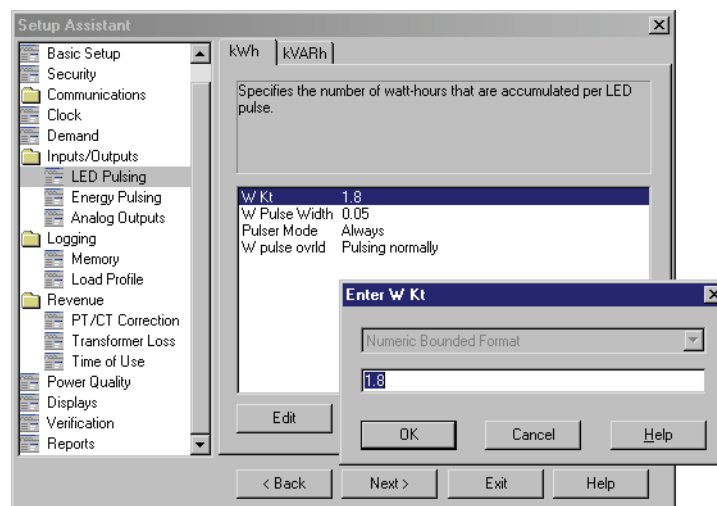 Setup Assistant
Basic Setup
Security
Communications
Clock
Demand
Inputs/Outputs
LED Pulsing
Energy Pulsing
Analog Outputs
Logging
Memory
Load Profile
Revenue
PT/CT Correction
Transformer Loss
Time of Use
Power Quality
Displays
Verification
Reports
kWh
kVARh
Specifies the number of watt-hours that are accumulated per LED
pulse.
W Kt 1.8
W Pulse Width 0.05
Pulser Mode Always
W pulse ovrld Pulsing normally
Edit
Enter W Kt
Numeric Bounded Format
1.8
OK Cancel Help
< Back Next > Exit Help